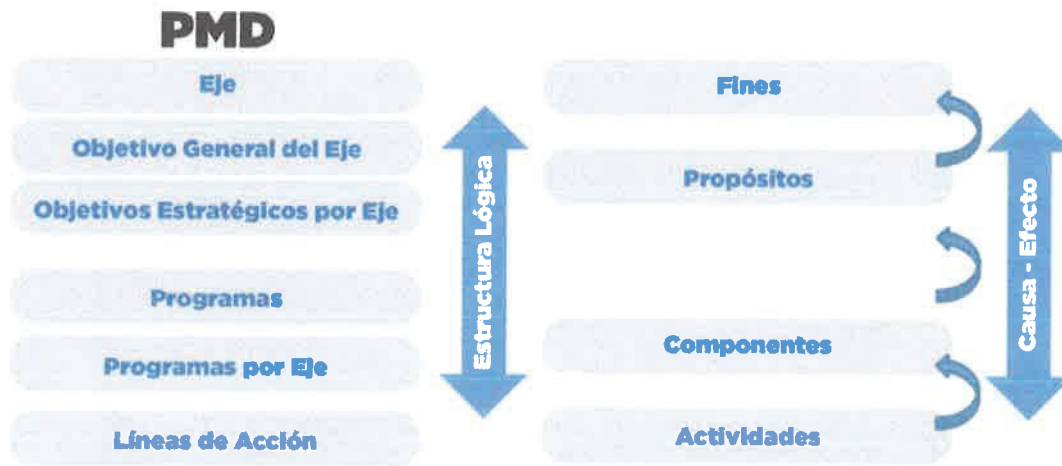 PMD
Eje
Objetivo General del Eje
Objetivos Estratégicos por Eje
Programas
Programas por Eje
Líneas de Acción
Estructura Lógica
Fines
Propósitos
Componentes
Actividades
Causa - Efecto